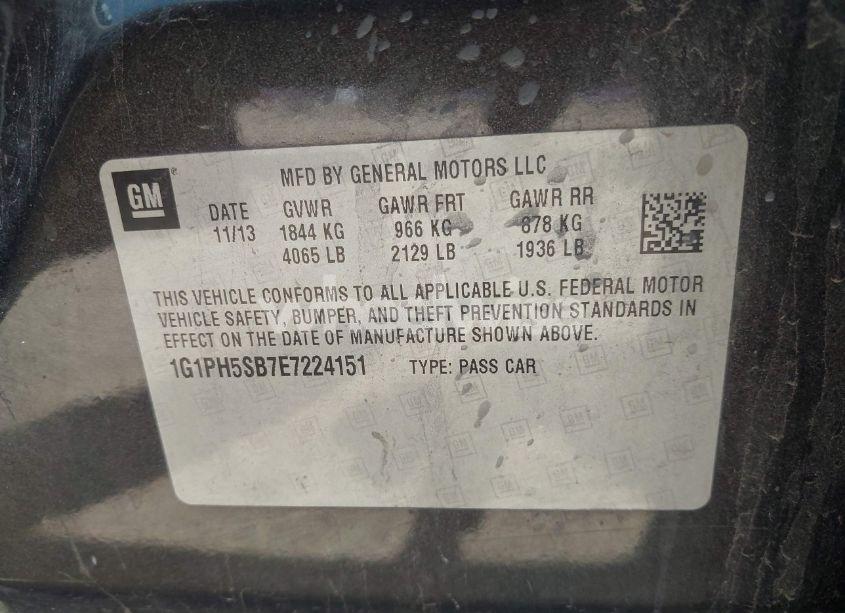 GM
MFD BY GENERAL MOTORS LLC
DATE GVWR GAWR FRT GAWR RR
11/13 1844 KG 966 KG 878 KG
4065 LB 2129 LB 1936 LB
THIS VEHICLE CONFORMS TO ALL APPLICABLE U.S. FEDERAL MOTOR
VEHICLE SAFETY, BUMPER, AND THEFT PREVENTION STANDARDS IN
EFFECT ON THE DATE OF MANUFACTURE SHOWN ABOVE.
1G1PH5SB7E7224151 TYPE: PASS CAR